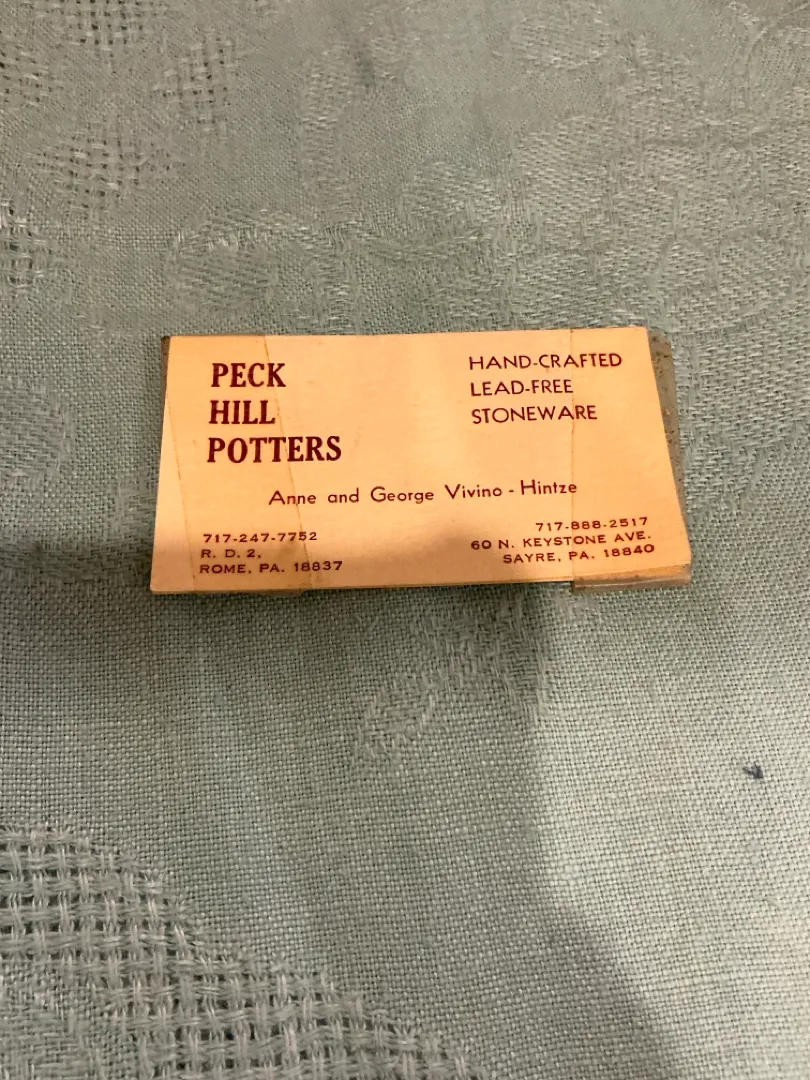 PECK
HILL
POTTERS
HAND-CRAFTED
LEAD-FREE
STONEWARE
Anne and George Vivino - Hintze
717-247-7752
R. D. 2,
ROME, PA. 18837
717-888-2517
60 N. KEYSTONE AVE.
SAYRE, PA. 18840